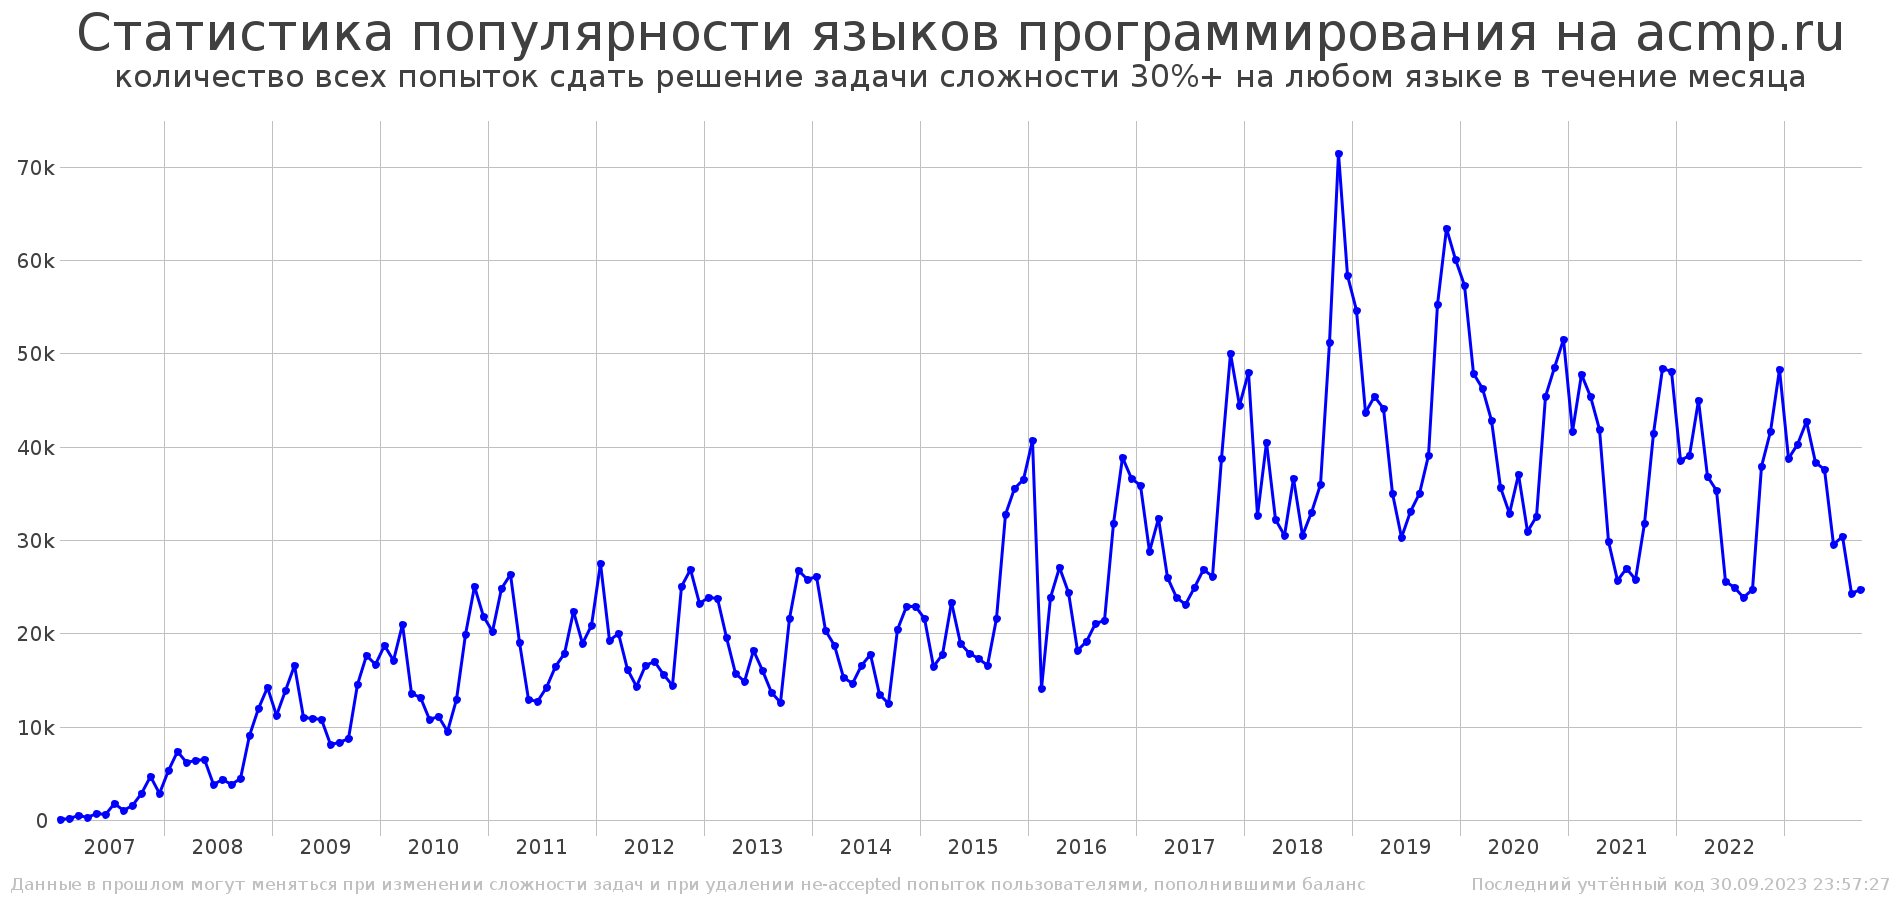 Статистика популярности языков программирования на acmp.ru
количество всех попыток сдать решение задачи сложности 30%+ на любом языке в течение месяца
70k
60k
50k
40k
30k
20k
10k
0
2007 2008 2009 2010 2011 2012 2013 2014 2015 2016 2017 2018 2019 2020 2021 2022
Данные в прошлом могут меняться при изменении сложности задач и при удалении не-accepted попыток пользователями, пополнившими баланс
Последний учтённый код 30.09.2023 23:57:27